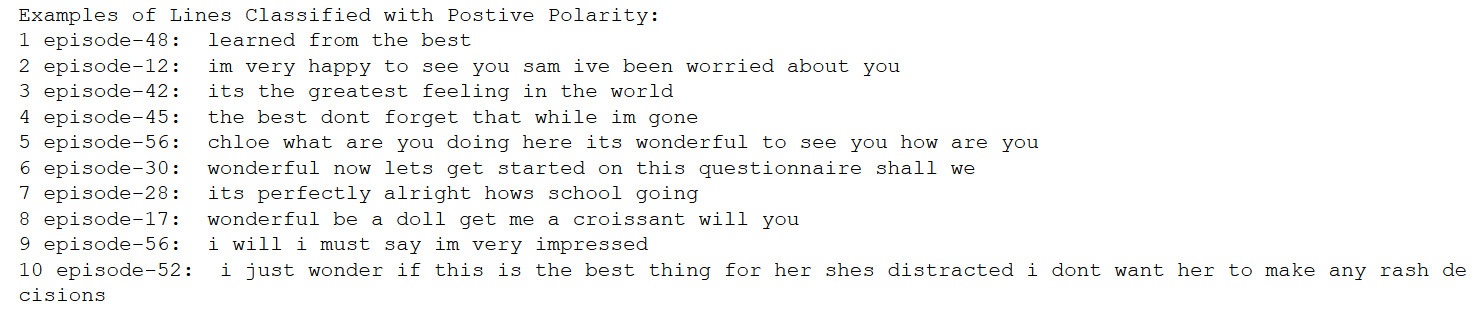 Examples of Lines Classified with Postive Polarity:
1 episode-48:  learned from the best
2 episode-12:  im very happy to see you sam ive been worried about you
3 episode-42:  its the greatest feeling in the world
4 episode-45:  the best dont forget that while im gone
5 episode-56:  chloe what are you doing here its wonderful to see you how are you
6 episode-30:  wonderful now lets get started on this questionnaire shall we
7 episode-28:  its perfectly alright hows school going
8 episode-17:  wonderful be a doll get me a croissant will you
9 episode-56:  i will i must say im very impressed
10 episode-52:  i just wonder if this is the best thing for her shes distracted i dont want her to make any rash de
cisions